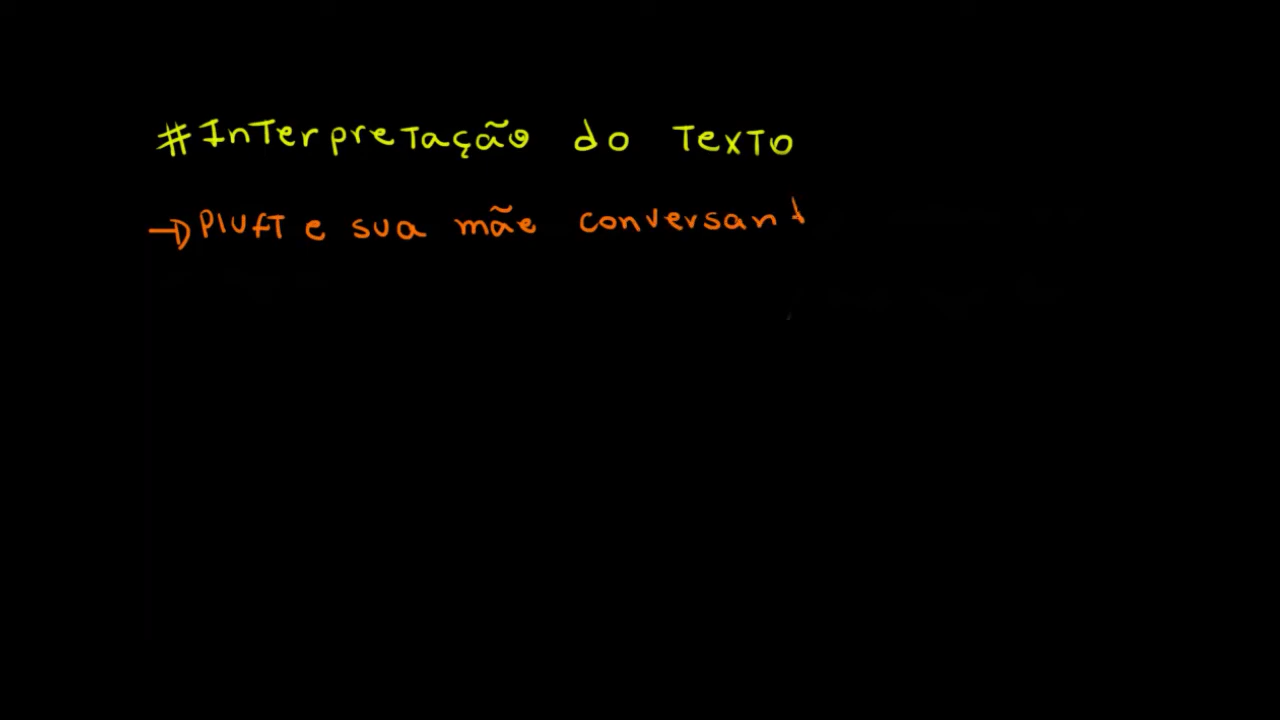 #Interpretação do Texto
→ Pluft e sua mãe conversan